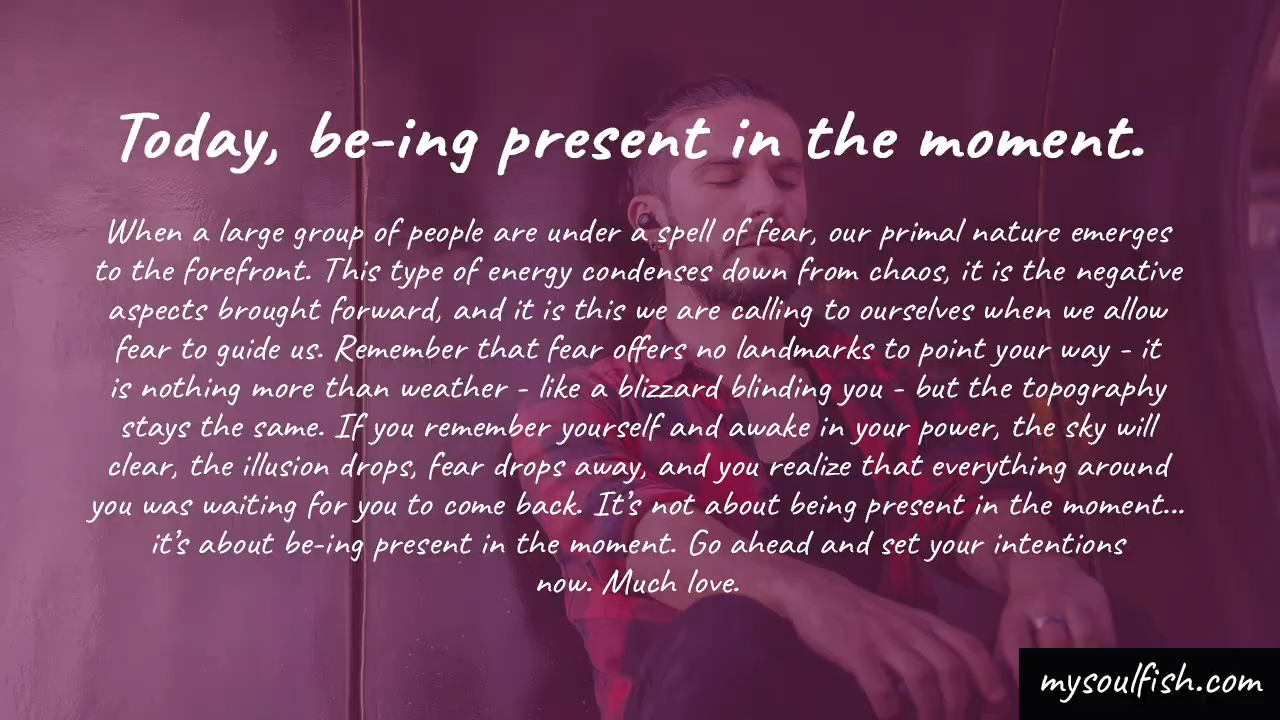 Today, be-ing present in the moment.
When a large group of people are under a spell of fear, our primal nature emerges
to the forefront. This type of energy condenses down from chaos, it is the negative
aspects brought forward, and it is this we are calling to ourselves when we allow
fear to guide us. Remember that fear offers no landmarks to point your way - it
is nothing more than weather - like a blizzard blinding you - but the topography
stays the same. If you remember yourself and awake in your power, the sky will
clear, the illusion drops, fear drops away, and you realize that everything around
you was waiting for you to come back. It’s not about being present in the moment...
it’s about be-ing present in the moment. Go ahead and set your intentions
now. Much love.
mysoulfish.com